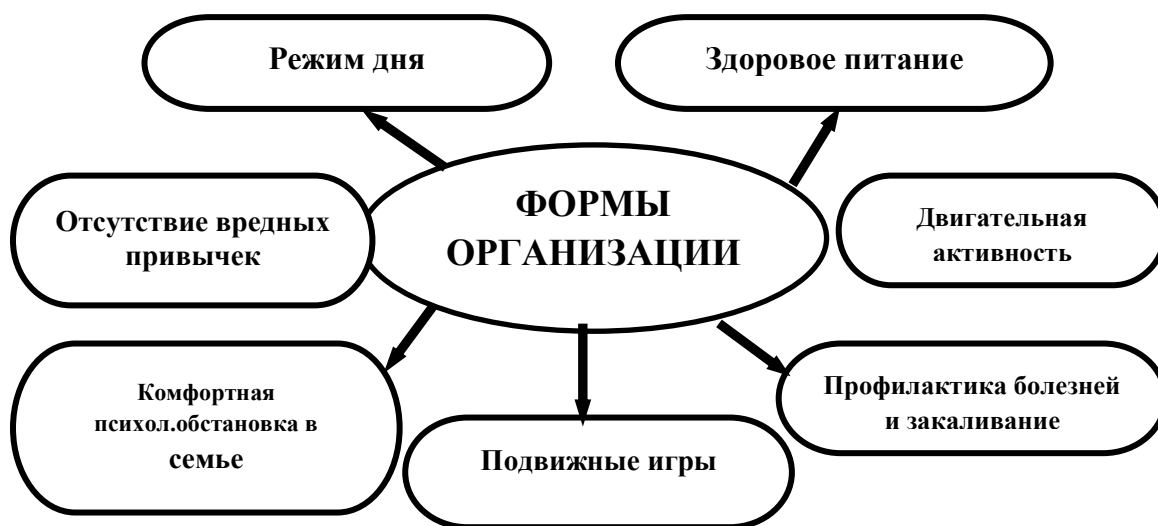 Режим дня
Здоровое питание
ФОРМЫ
ОРГАНИЗАЦИИ
Отсутствие вредных
привычек
Двигательная
активность
Комфортная
психол.обстановка в
семье
Подвижные игры
Профилактика болезней
и закаливание